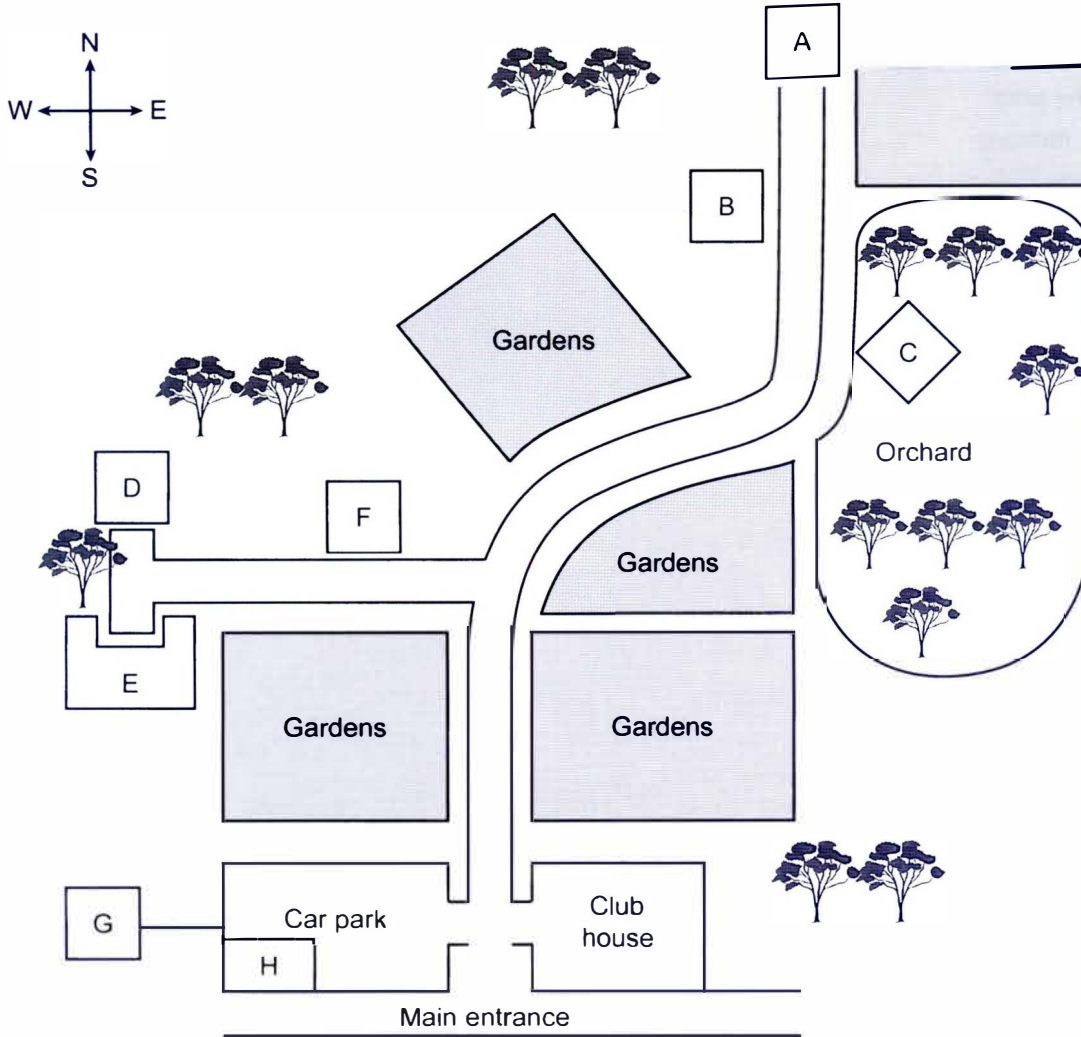 N
W E
S
A
B
Gardens
C
Orchard
D
F
Gardens
E
Gardens
Gardens
G
Car park
H
Club
house
Main entrance